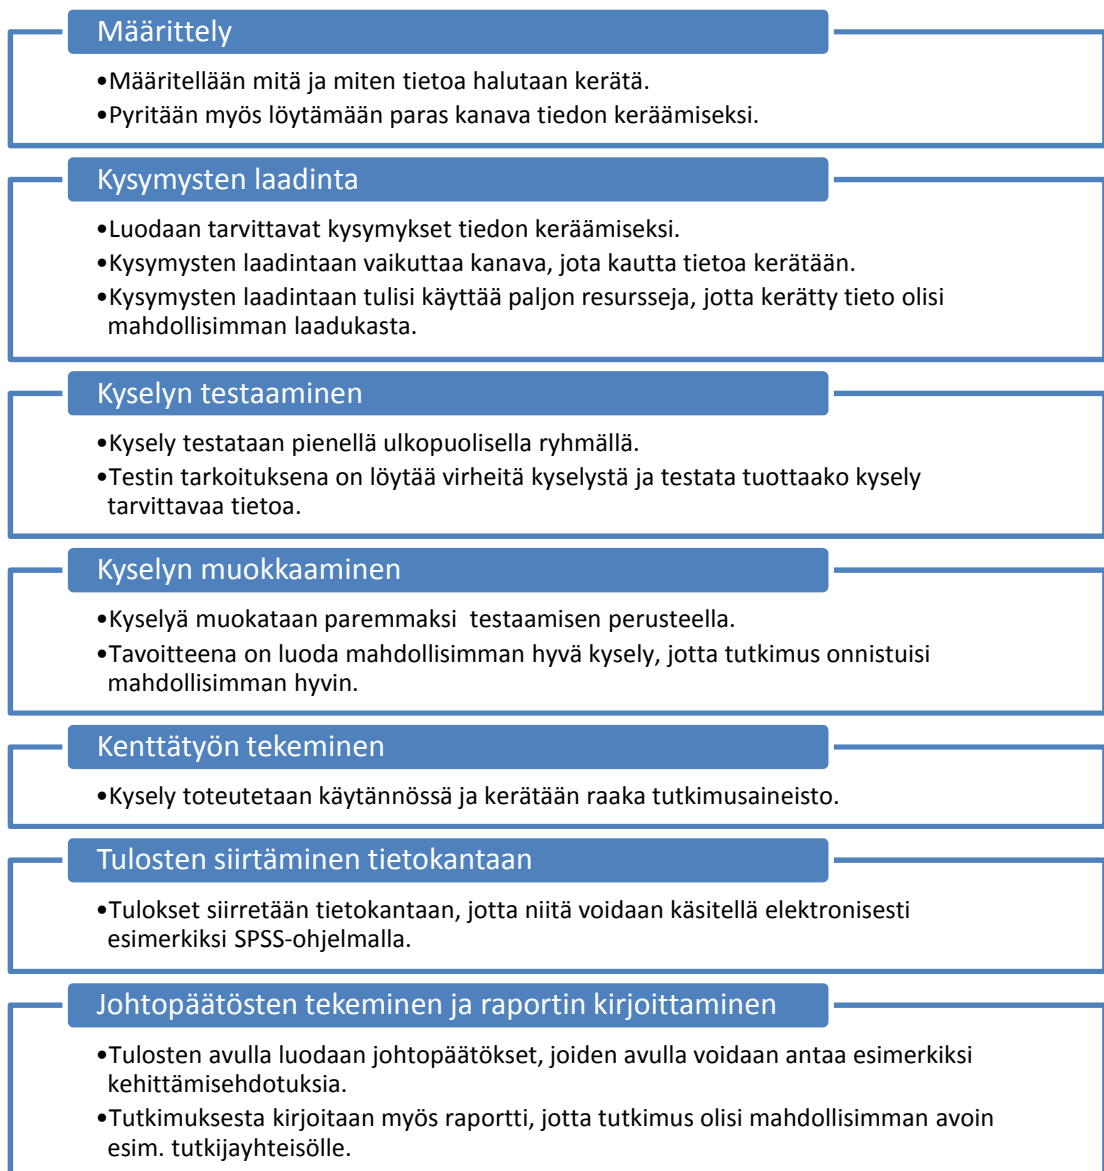 Määrittely
•Määritellään mitä ja miten tietoa halutaan kerätä.
•Pyritään myös löytämään paras kanava tiedon keräämiseksi.
Kysymysten laadinta
•Luodaan tarvittavat kysymykset tiedon keräämiseksi.
•Kysymysten laadintaan vaikuttaa kanava, jota kautta tietoa kerätään.
•Kysymysten laadintaan tulisi käyttää paljon resursseja, jotta kerätty tieto olisi
mahdollisimman laadukasta.
Kyselyn testaaminen
•Kysely testataan pienellä ulkopuolisella ryhmällä.
•Testin tarkoituksena on löytää virheitä kyselystä ja testata tuottaako kysely
tarvittavaa tietoa.
Kyselyn muokkaaminen
•Kyselyä muokataan paremmaksi  testaamisen perusteella.
•Tavoitteena on luoda mahdollisimman hyvä kysely, jotta tutkimus onnistuisi
mahdollisimman hyvin.
Kenttätyön tekeminen
•Kysely toteutetaan käytännössä ja kerätään raaka tutkimusaineisto.
Tulosten siirtäminen tietokantaan
•Tulokset siirretään tietokantaan, jotta niitä voidaan käsitellä elektronisesti
esimerkiksi SPSS-ohjelmalla.
Johtopäätösten tekeminen ja raportin kirjoittaminen
•Tulosten avulla luodaan johtopäätökset, joiden avulla voidaan antaa esimerkiksi
kehittämisehdotuksia.
•Tutkimuksesta kirjoitaan myös raportti, jotta tutkimus olisi mahdollisimman avoin
esim. tutkijayhteisölle.